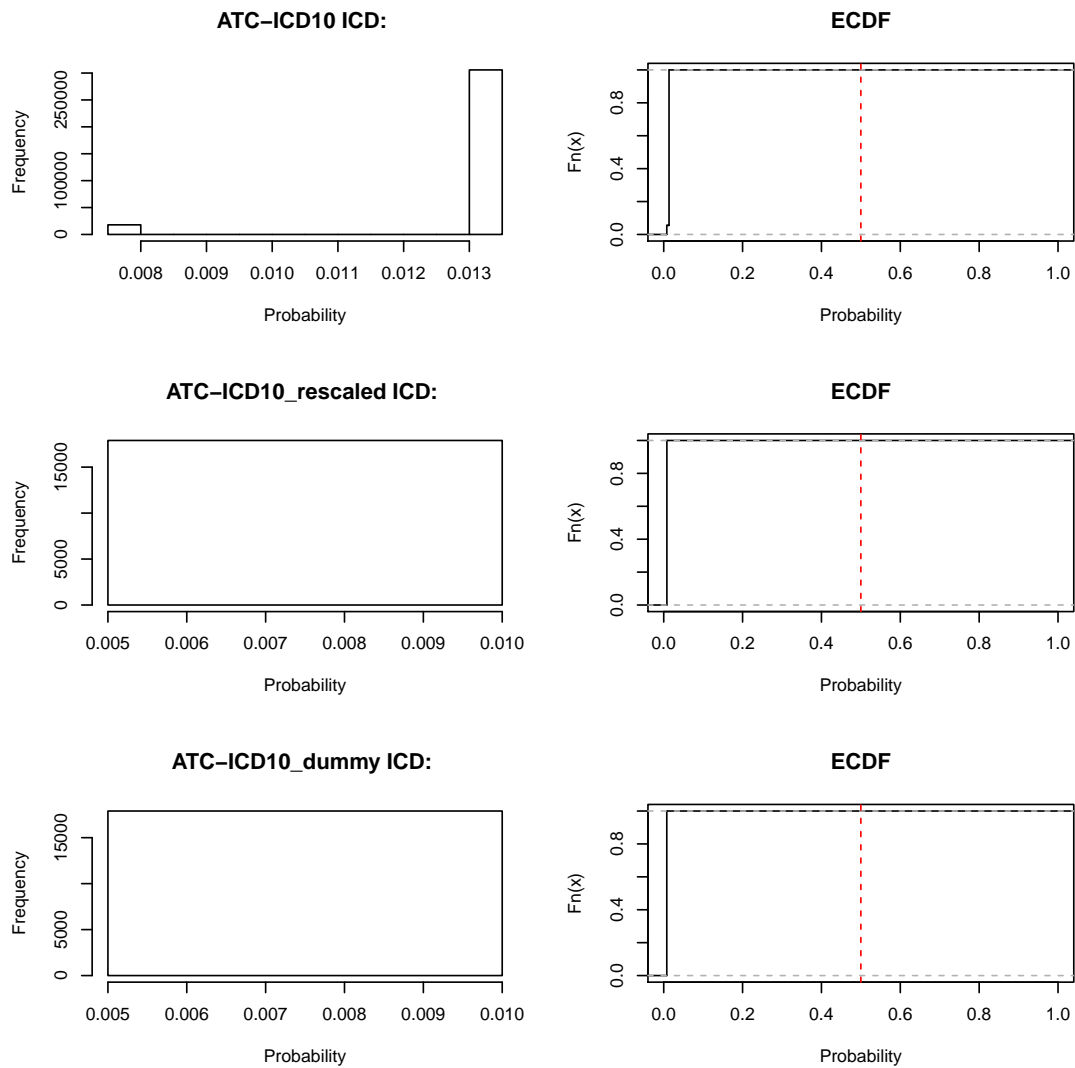 ATC−ICD10 ICD:
ECDF
Frequency
0
100000
250000
0.008 0.009 0.010 0.011 0.012 0.013
Probability
Fn(x)
0.0
0.4
0.8
0.0 0.2 0.4 0.6 0.8 1.0
Probability
ATC−ICD10_rescaled ICD:
ECDF
Frequency
0
5000
15000
0.005 0.006 0.007 0.008 0.009 0.010
Probability
Fn(x)
0.0
0.4
0.8
0.0 0.2 0.4 0.6 0.8 1.0
Probability
ATC−ICD10_dummy ICD:
ECDF
Frequency
0
5000
15000
0.005 0.006 0.007 0.008 0.009 0.010
Probability
Fn(x)
0.0
0.4
0.8
0.0 0.2 0.4 0.6 0.8 1.0
Probability